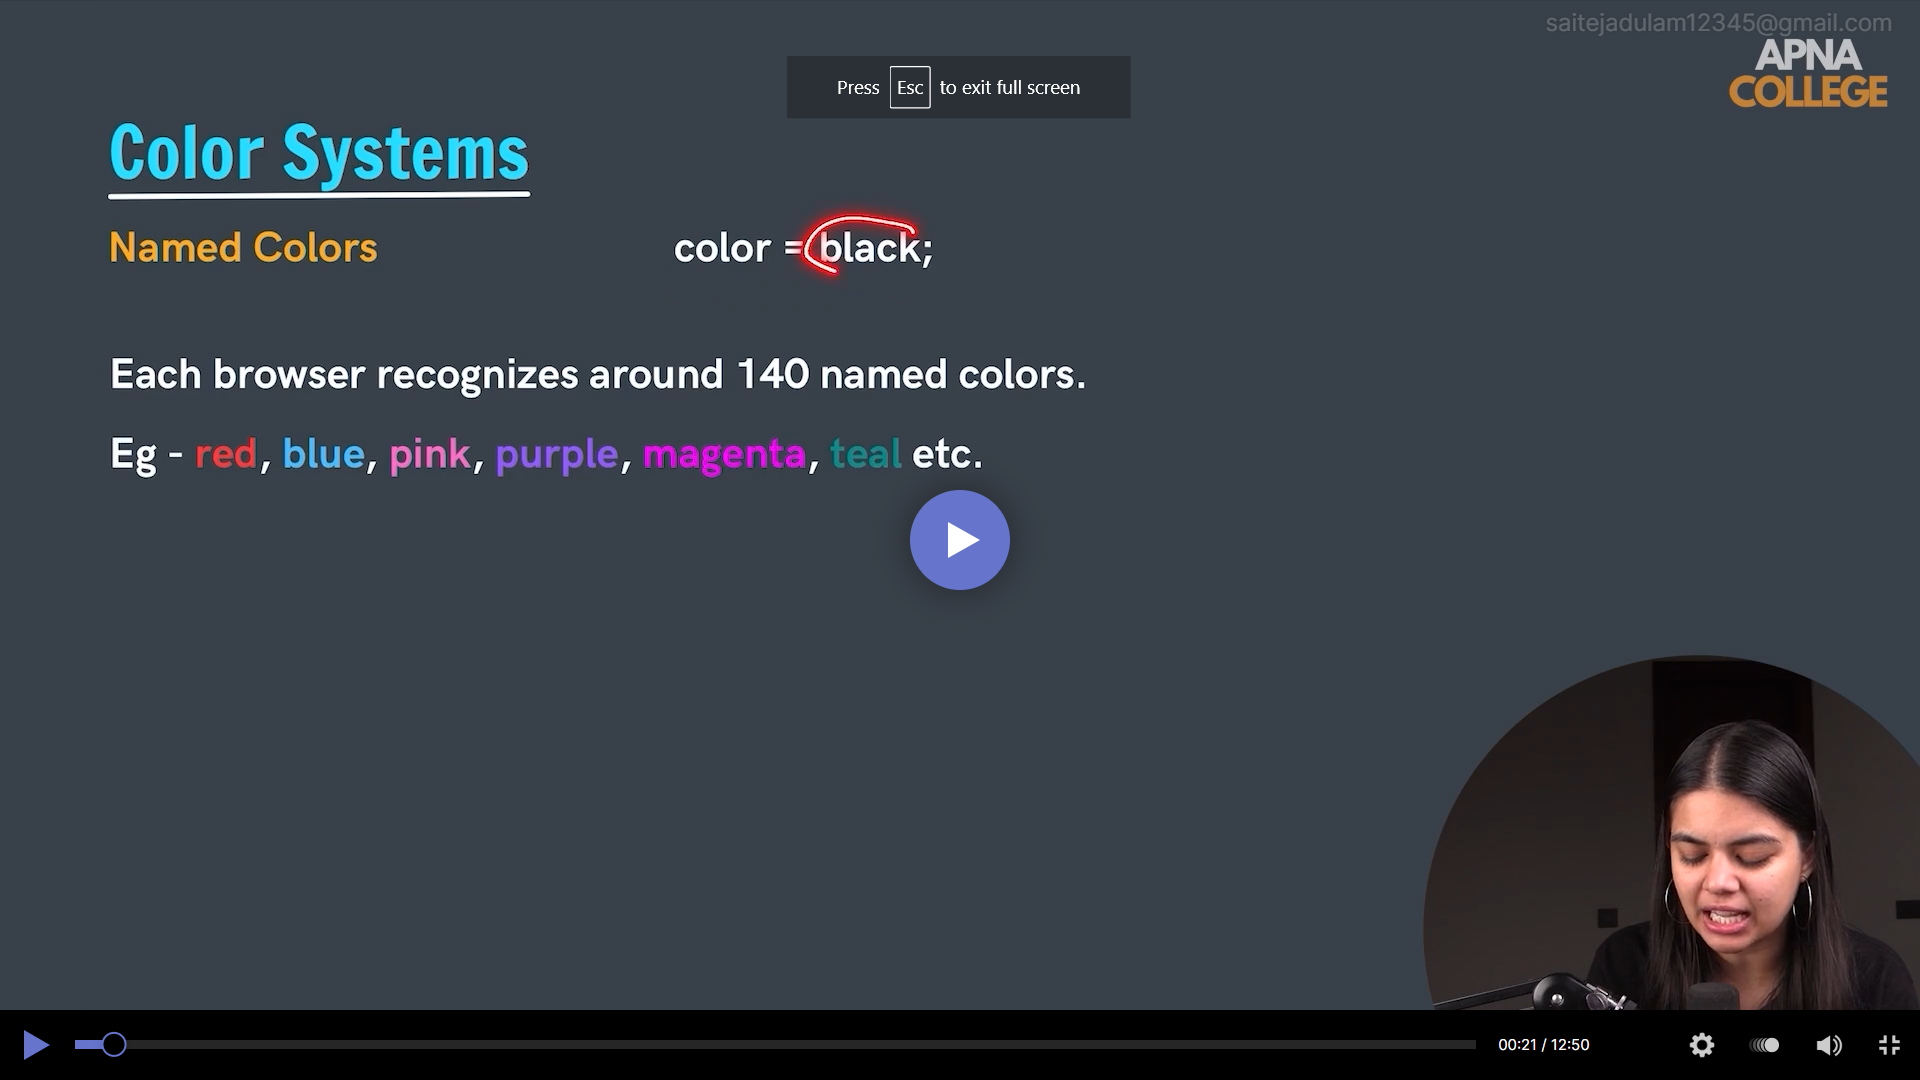 saitejadulam12345@gmail.com
APNA
COLLEGE
Press Esc to exit full screen
Color Systems
Named Colors
color = black;
Each browser recognizes around 140 named colors.
Eg - red, blue, pink, purple, magenta, teal etc.
00:21 / 12:50